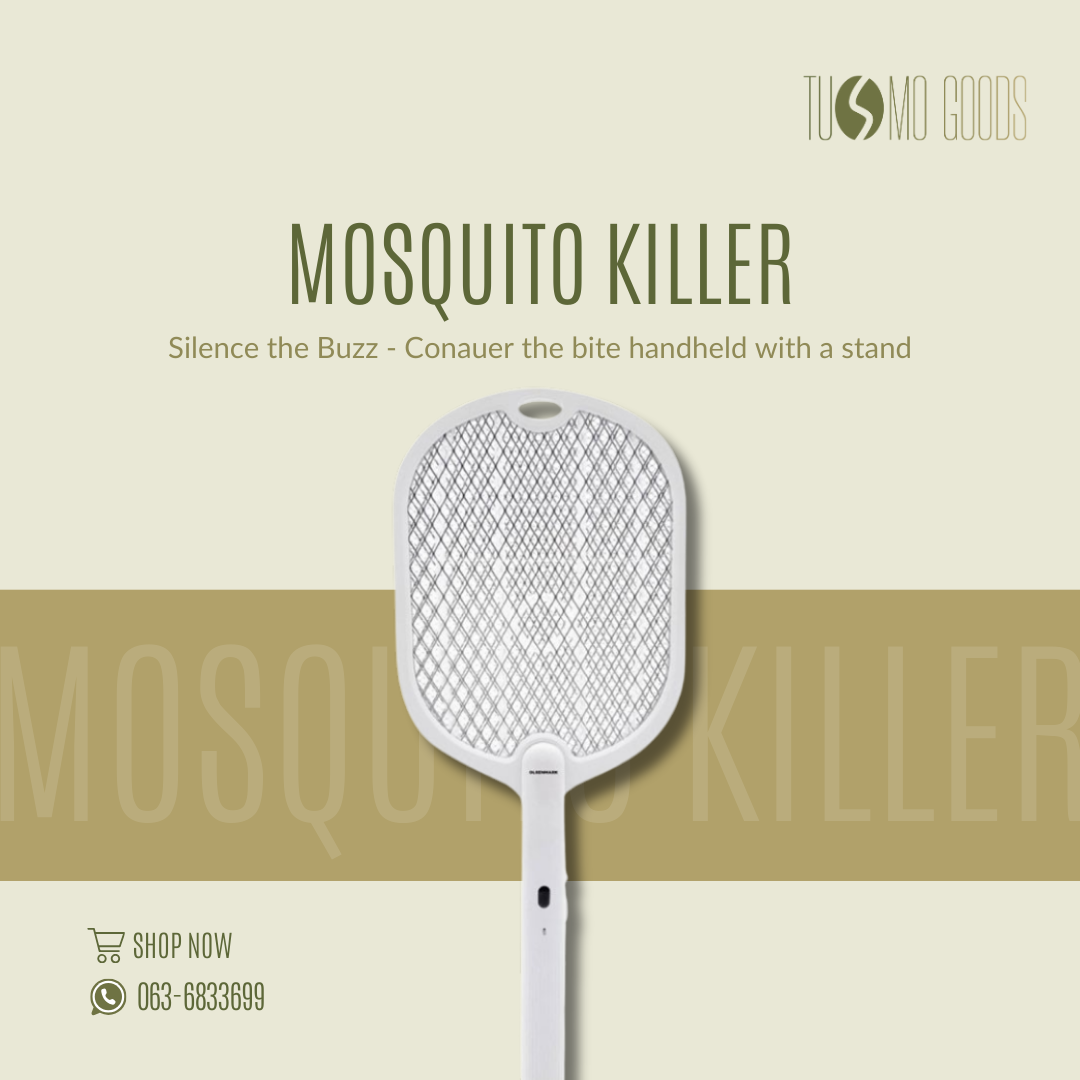 TUSMO GOODS
MOSQUITO KILLER
Silence the Buzz - Conauer the bite handheld with a stand
MOSQUITO KILLER
SHOP NOW
063-6833699